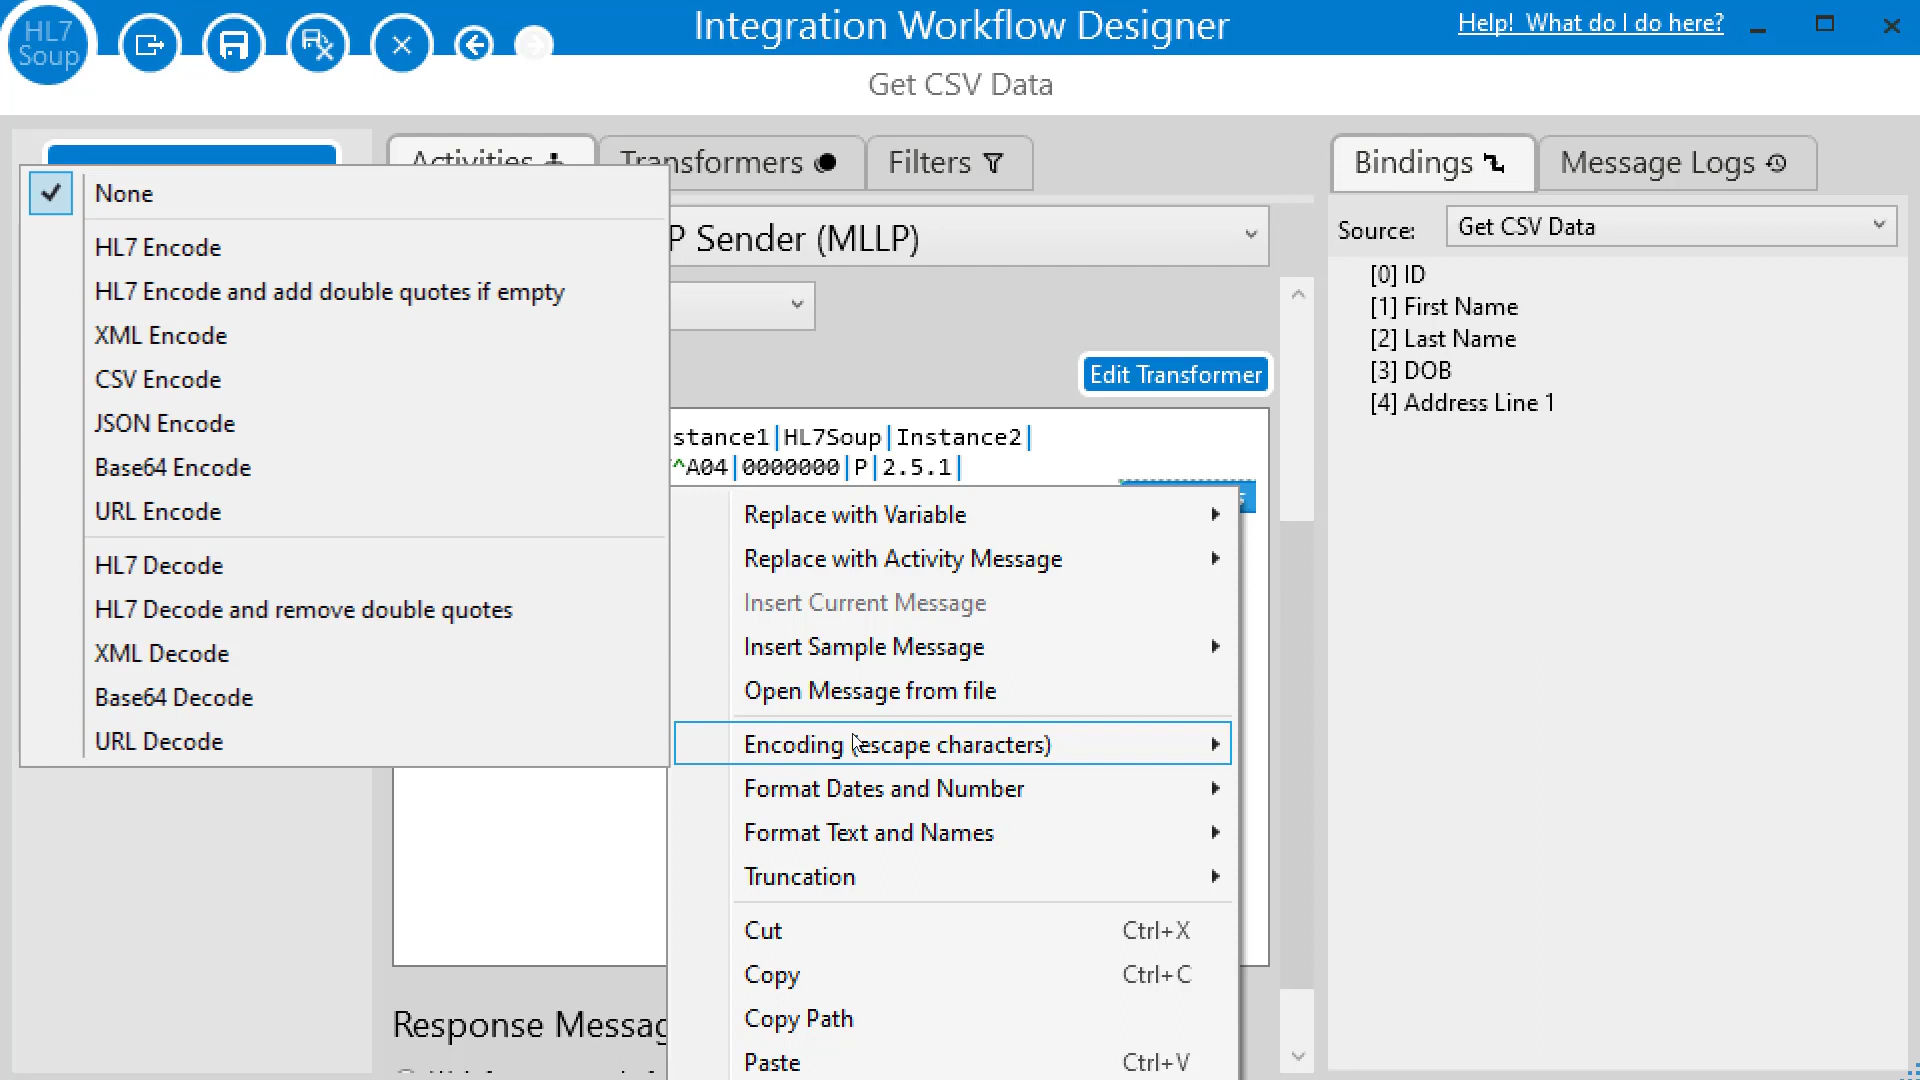 HL7
Soup
Integration Workflow Designer
Help! What do I do here?
Get CSV Data
Activities
Transformers
Filters
Bindings
Message Logs
None
HL7 Encode
HL7 Encode and add double quotes if empty
XML Encode
CSV Encode
JSON Encode
Base64 Encode
URL Encode
HL7 Decode
HL7 Decode and remove double quotes
XML Decode
Base64 Decode
URL Decode
P Sender (MLLP)
Edit Transformer
stance1|HL7Soup|Instance2|
^A04|0000000|P|2.5.1|
Replace with Variable
Replace with Activity Message
Insert Current Message
Insert Sample Message
Open Message from file
Encoding (escape characters)
Format Dates and Number
Format Text and Names
Truncation
Cut Ctrl+X
Copy Ctrl+C
Copy Path
Paste Ctrl+V
Response Messag
Source: Get CSV Data
[0] ID
[1] First Name
[2] Last Name
[3] DOB
[4] Address Line 1